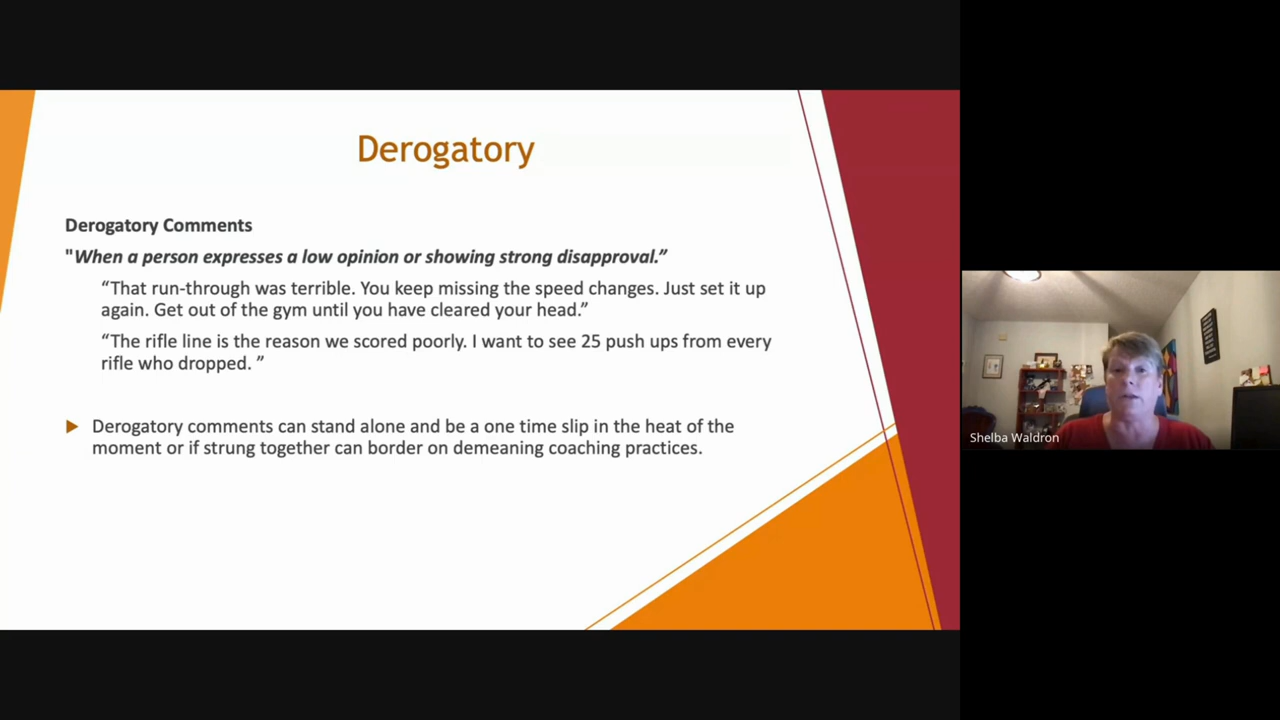 Derogatory
Derogatory Comments
"When a person expresses a low opinion or showing strong disapproval.”
“That run-through was terrible. You keep missing the speed changes. Just set it up
again. Get out of the gym until you have cleared your head.”
“The rifle line is the reason we scored poorly. I want to see 25 push ups from every
rifle who dropped. ”
Derogatory comments can stand alone and be a one time slip in the heat of the
moment or if strung together can border on demeaning coaching practices.
Shelba Waldron